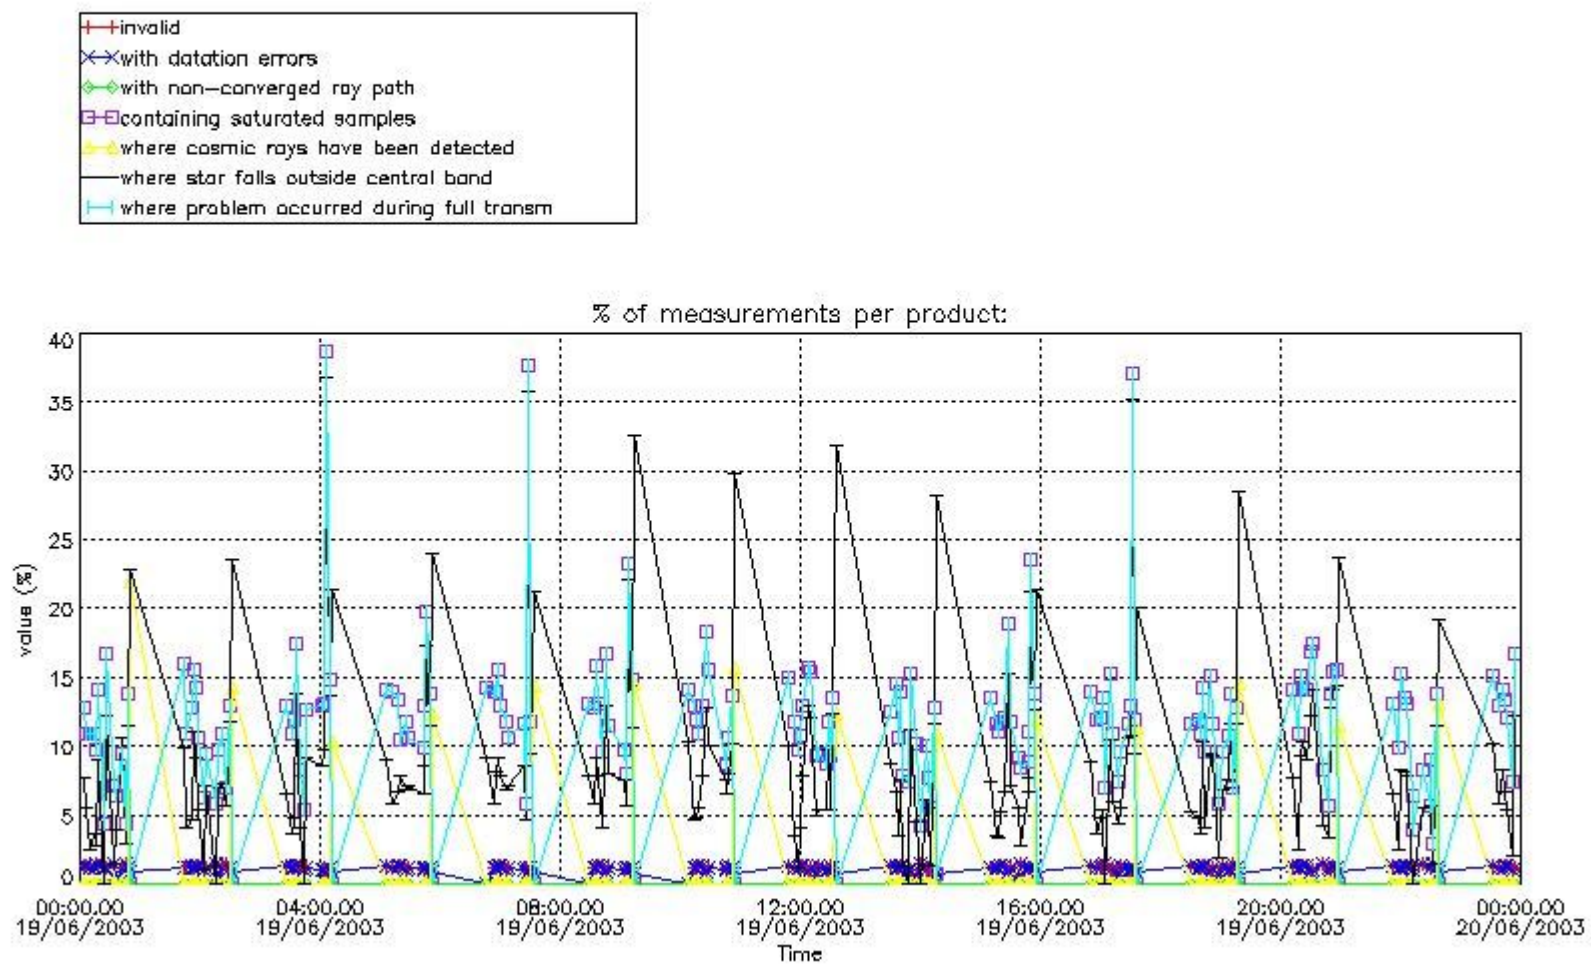 invalid
with datation errors
with non-converged ray path
containing saturated samples
where cosmic rays have been detected
where star falls outside central band
where problem occurred during full transm
% of measurements per product:
40
35
30
25
20
15
10
5
0
value (%)
00:00:00 04:00:00 08:00:00 12:00:00 16:00:00 20:00:00 00:00:00
19/06/2003 19/06/2003 19/06/2003 19/06/2003 19/06/2003 19/06/2003 20/06/2003
Time